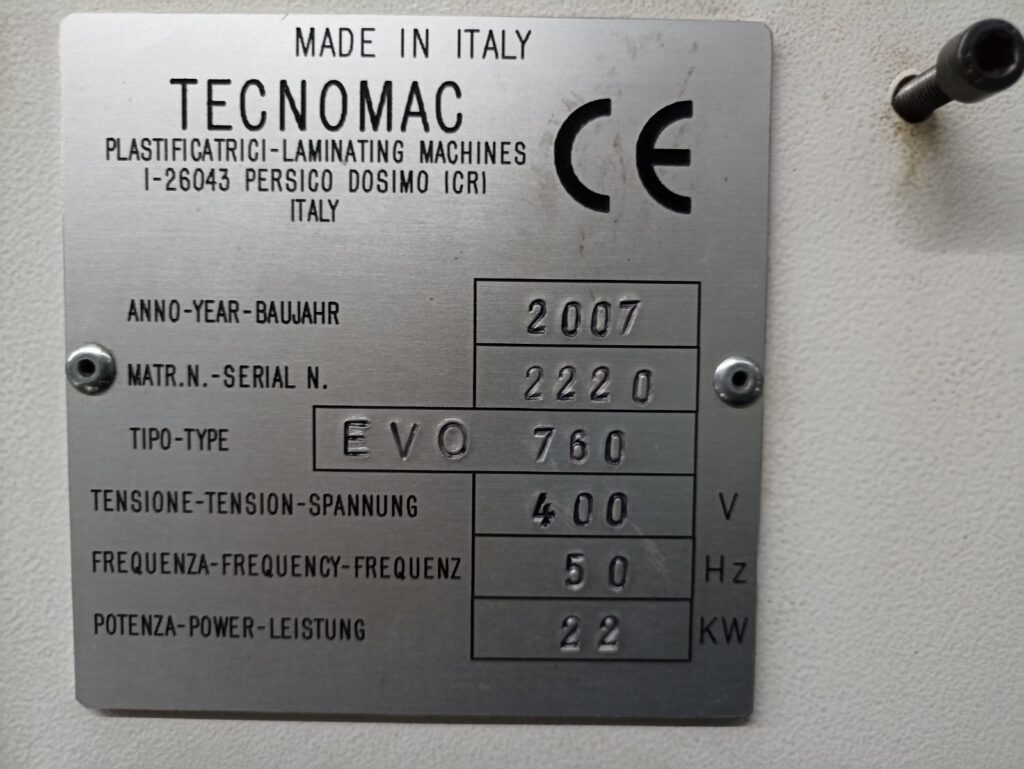 MADE IN ITALY
TECNOMAC
PLASTIFICATRICI-LAMINATING MACHINES
I-26043 PERSICO DOSIMO (CR)
ITALY
CE
ANNO-YEAR-BAUJAHR 2007
MATR.N.-SERIAL N. 2220
TIPO-TYPE EVO 760
TENSIONE-TENSION-SPANNUNG 400 V
FREQUENZA-FREQUENCY-FREQUENZ 50 Hz
POTENZA-POWER-LEISTUNG 22 KW